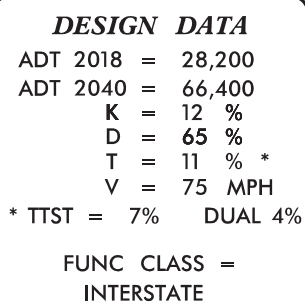 DESIGN DATA
ADT 2018 = 28,200
ADT 2040 = 66,400
K = 12 %
D = 65 %
T = 11 % *
V = 75 MPH
* TTST = 7% DUAL 4%
FUNC CLASS =
INTERSTATE